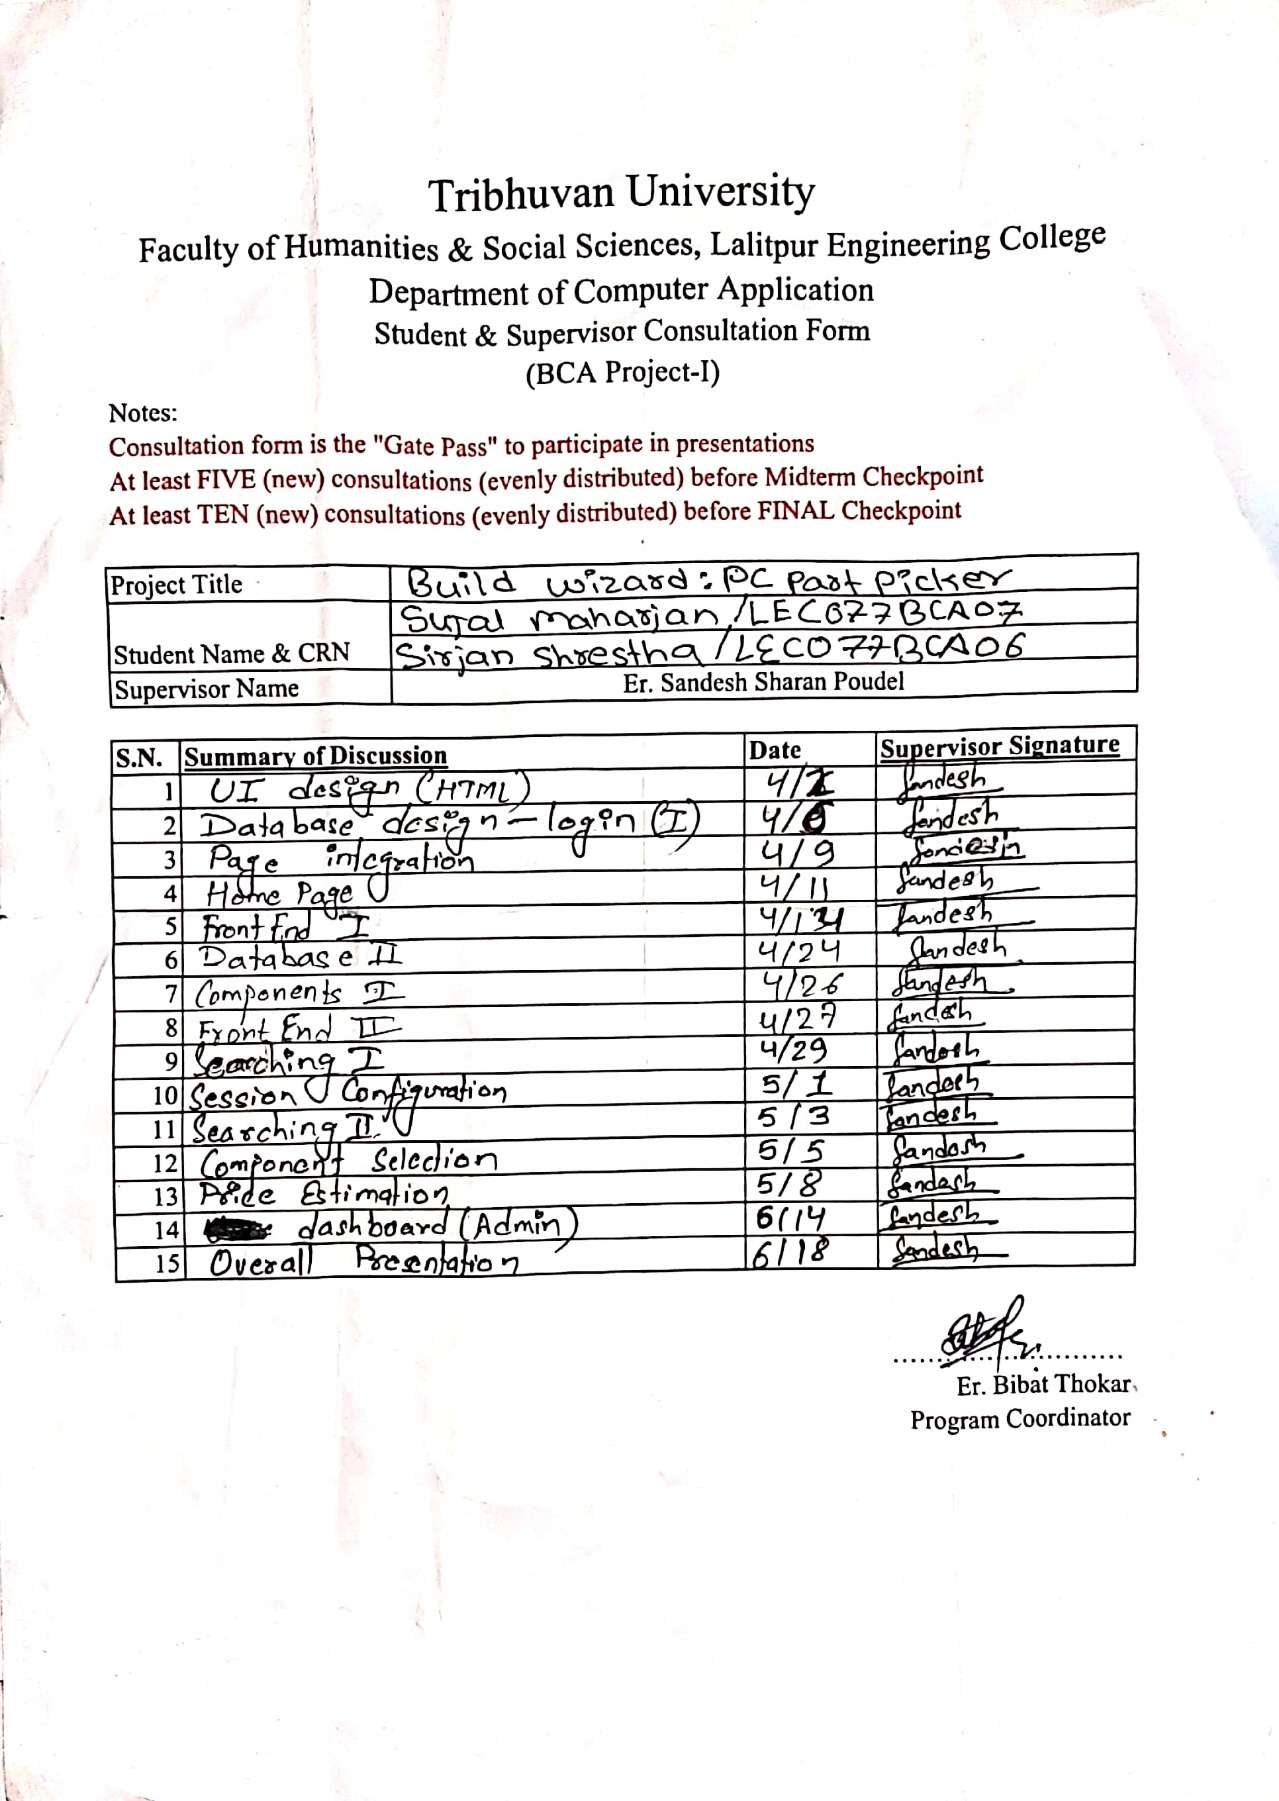 Tribhuvan University
Faculty of Humanities & Social Sciences, Lalitpur Engineering College
Department of Computer Application
Student & Supervisor Consultation Form
(BCA Project-I)
Notes:
Consultation form is the "Gate Pass" to participate in presentations
At least FIVE (new) consultations (evenly distributed) before Midterm Checkpoint
At least TEN (new) consultations (evenly distributed) before FINAL Checkpoint
Project Title Build wizard: PC Part Picker
Sujal maharjan /LEC077BCA07
Student Name & CRN Sirjan Shrestha /LEC077BCA06
Supervisor Name Er. Sandesh Sharan Poudel
S.N. Summary of Discussion Date Supervisor Signature
1 UI design (HTML) Sandesh
2 Database design - login (I) Sandesh
3 Page integration 4/9 Sandesh
4 Home Page 4/11 Sandesh
5 Front End I Sandesh
6 Database II 4/24 Sandesh
7 Components I 4/26 Sandesh
8 Front End II 4/27 Sandesh
9 Searching I 4/29 Sandesh
10 Session Configuration 5/1 Sandesh
11 Searching II 5/3 Sandesh
12 Component Selection 5/5 Sandesh
13 Price Estimation 5/8 Sandesh
14 dashboard (Admin) 6/14 Sandesh
15 Overall Presentation 6/18 Sandesh
Er. Bibat Thokar
Program Coordinator